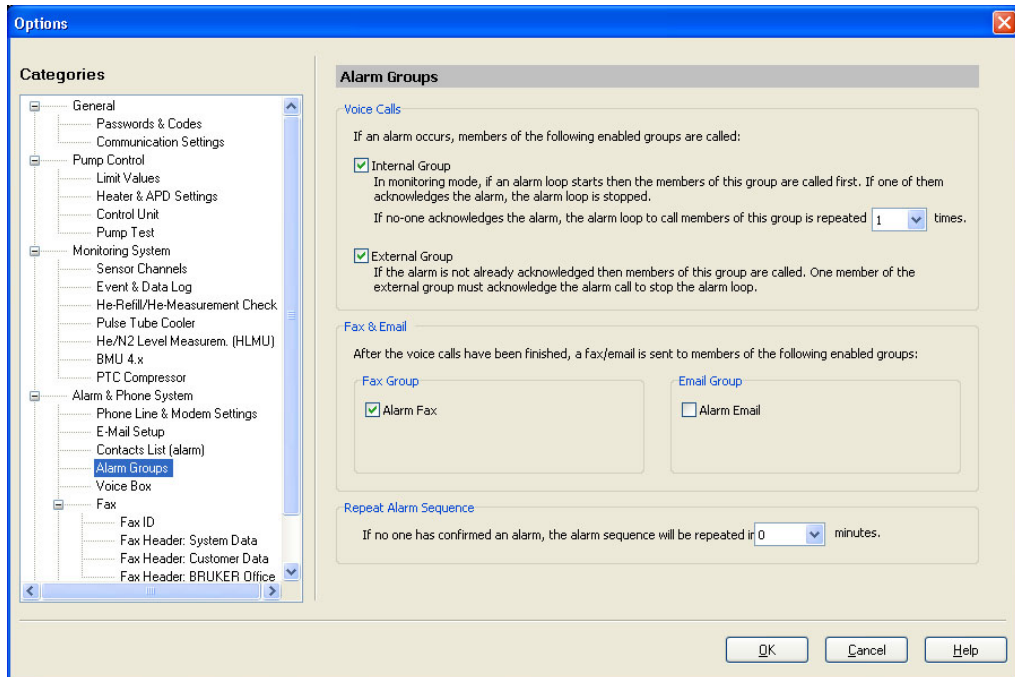 Options
Categories
General
Passwords & Codes
Communication Settings
Pump Control
Limit Values
Heater & APD Settings
Control Unit
Pump Test
Monitoring System
Sensor Channels
Event & Data Log
He-Refill/He-Measurement Check
Pulse Tube Cooler
He/N2 Level Measurem. (HLMU)
BMU 4.x
PTC Compressor
Alarm & Phone System
Phone Line & Modem Settings
E-Mail Setup
Contacts List (alarm)
Alarm Groups
Voice Box
Fax
Fax ID
Fax Header: System Data
Fax Header: Customer Data
Fax Header: BRUKER Office
Alarm Groups
Voice Calls
If an alarm occurs, members of the following enabled groups are called:
Internal Group
In monitoring mode, if an alarm loop starts then the members of this group are called first. If one of them
acknowledges the alarm, the alarm loop is stopped.
If no-one acknowledges the alarm, the alarm loop to call members of this group is repeated 1 times.
External Group
If the alarm is not already acknowledged then members of this group are called. One member of the
external group must acknowledge the alarm call to stop the alarm loop.
Fax & Email
After the voice calls have been finished, a fax/email is sent to members of the following enabled groups:
Fax Group
Alarm Fax
Email Group
Alarm Email
Repeat Alarm Sequence
If no one has confirmed an alarm, the alarm sequence will be repeated ir 0 minutes.
OK
Cancel
Help